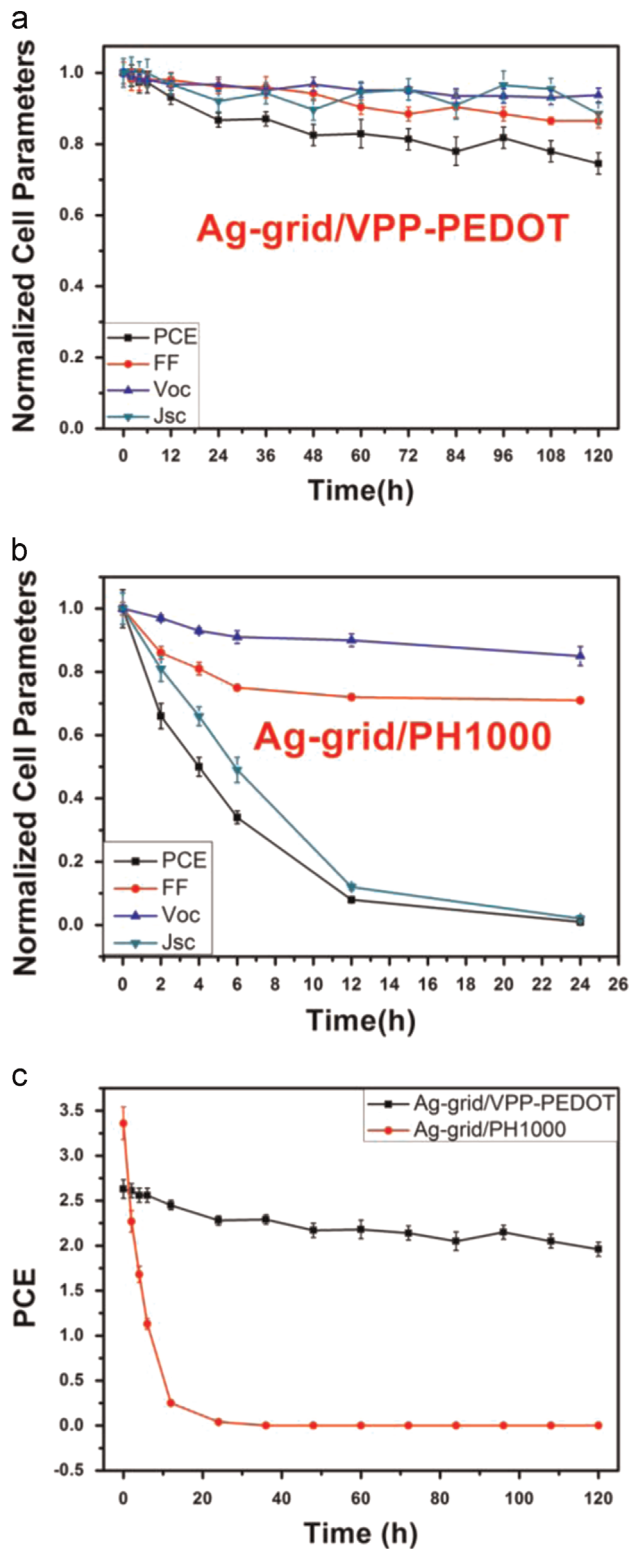 a
Normalized Cell Parameters
1.0
0.8
0.6
0.4
0.2
0.0
Ag-grid/VPP-PEDOT
PCE
FF
Voc
Jsc
0 12 24 36 48 60 72 84 96 108 120
Time(h)
b
Normalized Cell Parameters
1.0
0.8
0.6
0.4
0.2
0.0
Ag-grid/PH1000
PCE
FF
Voc
Jsc
0 2 4 6 8 10 12 14 16 18 20 22 24 26
Time(h)
c
PCE
3.5
3.0
2.5
2.0
1.5
1.0
0.5
0.0
-0.5
Ag-grid/VPP-PEDOT
Ag-grid/PH1000
0 20 40 60 80 100 120
Time (h)